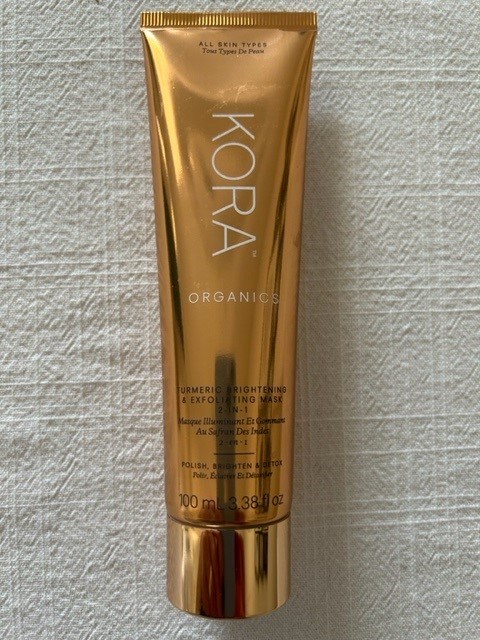 ALL SKIN TYPES
Tous Types De Peau
KORA™
ORGANICS
TURMERIC BRIGHTENING
& EXFOLIATING MASK
2-IN-1
Masque Illuminant Et Gommant
Au Safran Des Indes
2-en-1
POLISH, BRIGHTEN & DETOX
Polir, Éclaircir Et Détoxifier
100 mL 3.38 fl oz